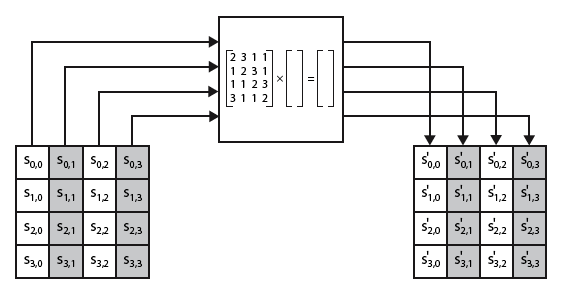 2 3 1 1
1 2 3 1
1 1 2 3
3 1 1 2
× =
S0,0 S0,1 S0,2 S0,3
S1,0 S1,1 S1,2 S1,3
S2,0 S2,1 S2,2 S2,3
S3,0 S3,1 S3,2 S3,3
S'0,0 S'0,1 S'0,2 S'0,3
S'1,0 S'1,1 S'1,2 S'1,3
S'2,0 S'2,1 S'2,2 S'2,3
S'3,0 S'3,1 S'3,2 S'3,3